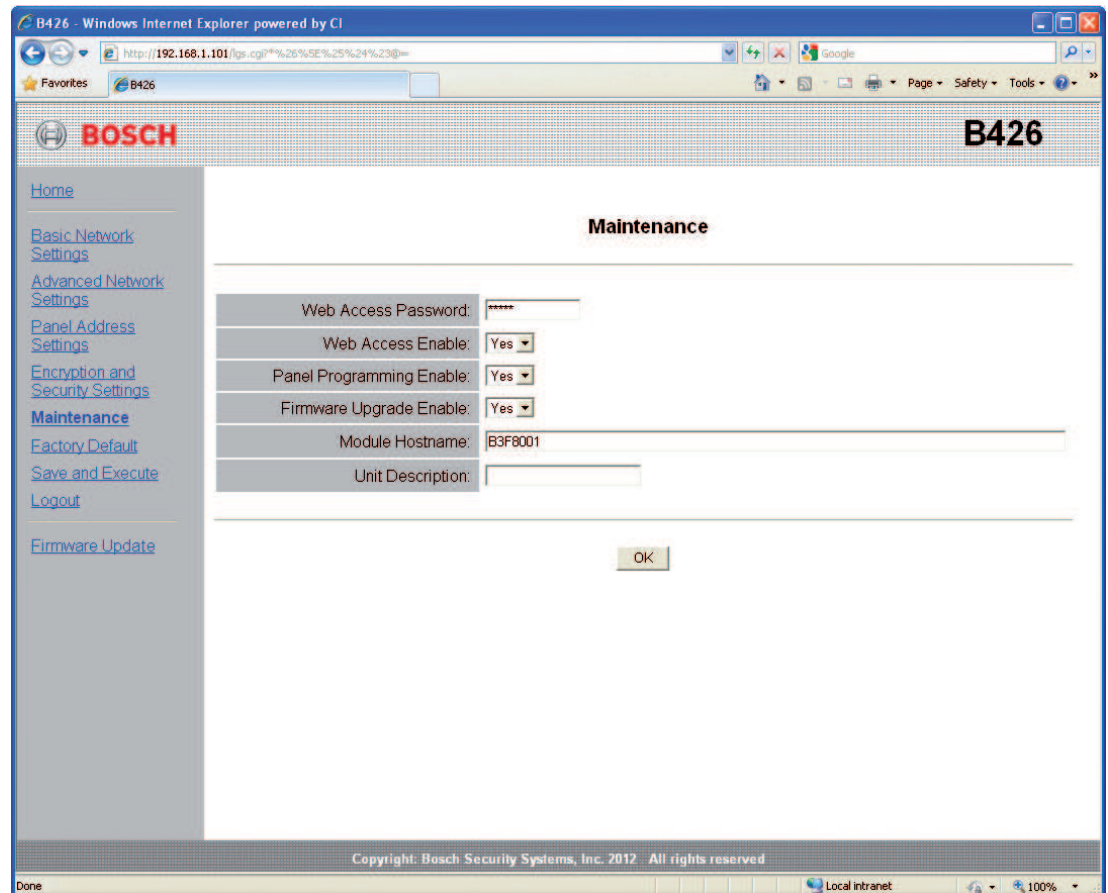 B426 - Windows Internet Explorer powered by CI
http://192.168.1.101/lgs.cgi?*%26%5E%25%24%23@=
Google
Favorites
B426
Page
Safety
Tools
»
BOSCH
B426
Home
Basic Network
Settings
Advanced Network
Settings
Panel Address
Settings
Encryption and
Security Settings
Maintenance
Factory Default
Save and Execute
Logout
Firmware Update
Maintenance
Web Access Password: *****
Web Access Enable: Yes
Panel Programming Enable: Yes
Firmware Upgrade Enable: Yes
Module Hostname: B3F8001
Unit Description:
OK
Copyright: Bosch Security Systems, Inc. 2012 All rights reserved
Done
Local intranet
100%